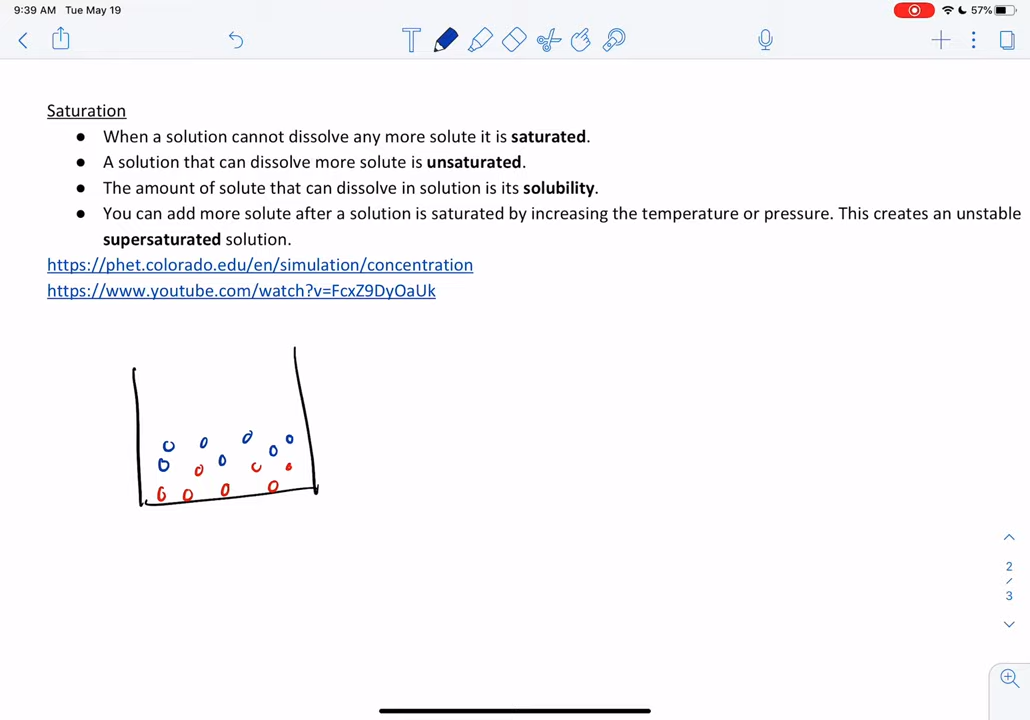 9:39 AM Tue May 19
57%
T
Saturation
● When a solution cannot dissolve any more solute it is saturated.
● A solution that can dissolve more solute is unsaturated.
● The amount of solute that can dissolve in solution is its solubility.
● You can add more solute after a solution is saturated by increasing the temperature or pressure. This creates an unstable
supersaturated solution.
https://phet.colorado.edu/en/simulation/concentration
https://www.youtube.com/watch?v=FcxZ9DyOaUk
2
/
3